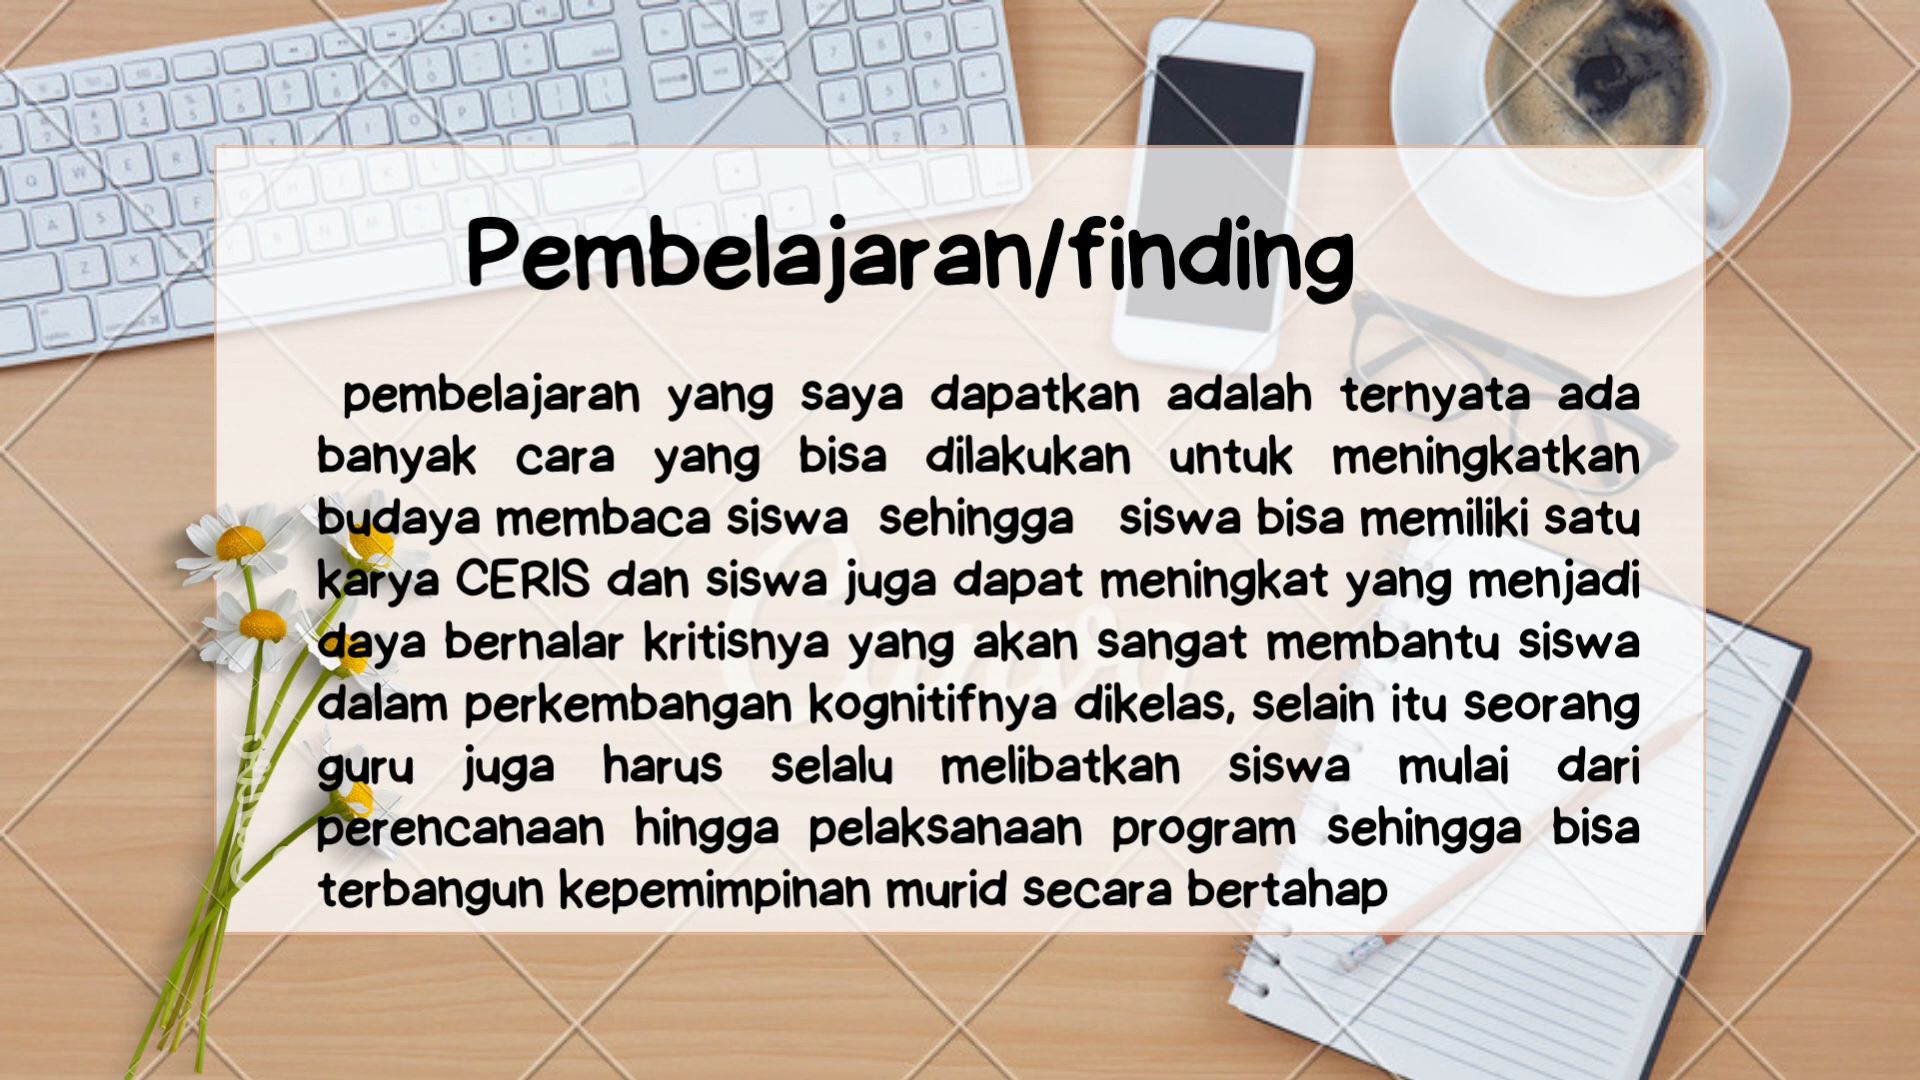 Pembelajaran/finding
pembelajaran yang saya dapatkan adalah ternyata ada
banyak cara yang bisa dilakukan untuk meningkatkan
budaya membaca siswa sehingga siswa bisa memiliki satu
karya CERIS dan siswa juga dapat meningkat yang menjadi
daya bernalar kritisnya yang akan sangat membantu siswa
dalam perkembangan kognitifnya dikelas, selain itu seorang
guru juga harus selalu melibatkan siswa mulai dari
perencanaan hingga pelaksanaan program sehingga bisa
terbangun kepemimpinan murid secara bertahap